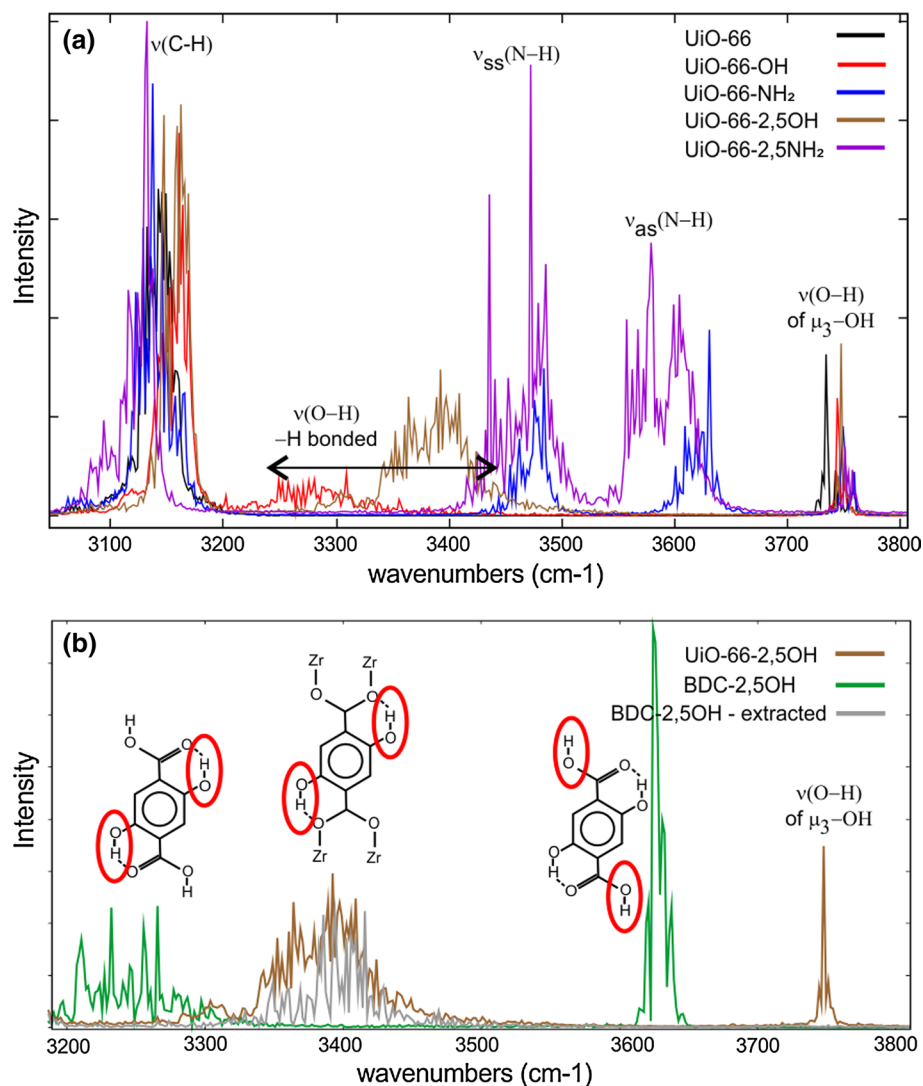 (a)
ν(C-H)
νss(N–H)
UiO-66
UiO-66-OH
UiO-66-NH₂
UiO-66-2,5OH
UiO-66-2,5NH₂
νas(N–H)
ν(O–H)
of μ₃–OH
ν(O–H)
–H bonded
Intensity
3100 3200 3300 3400 3500 3600 3700 3800
wavenumbers (cm-1)
(b)
UiO-66-2,5OH
BDC-2,5OH
BDC-2,5OH - extracted
Zr Zr
O O
H
O
O
H
H
O O
H
O
O
H
O
O
H
H
O
O O
Zr Zr
H
O
O
H
O
O
H
O
O
H
ν(O–H)
of μ₃–OH
Intensity
3200 3300 3400 3500 3600 3700 3800
wavenumbers (cm-1)